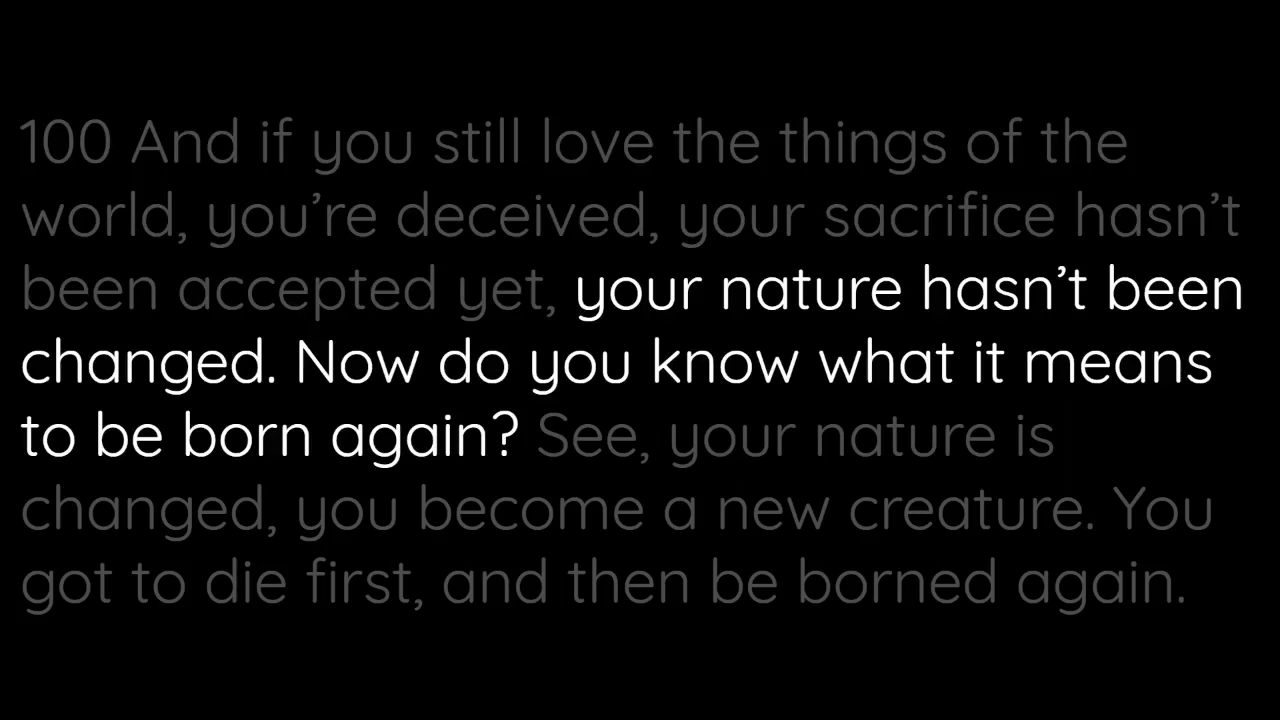 100 And if you still love the things of the
world, you’re deceived, your sacrifice hasn’t
been accepted yet, your nature hasn’t been
changed. Now do you know what it means
to be born again? See, your nature is
changed, you become a new creature. You
got to die first, and then be borned again.